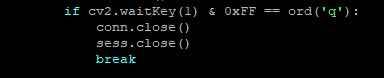 if cv2.waitKey(1) & 0xFF == ord('q'):
conn.close()
sess.close()
break